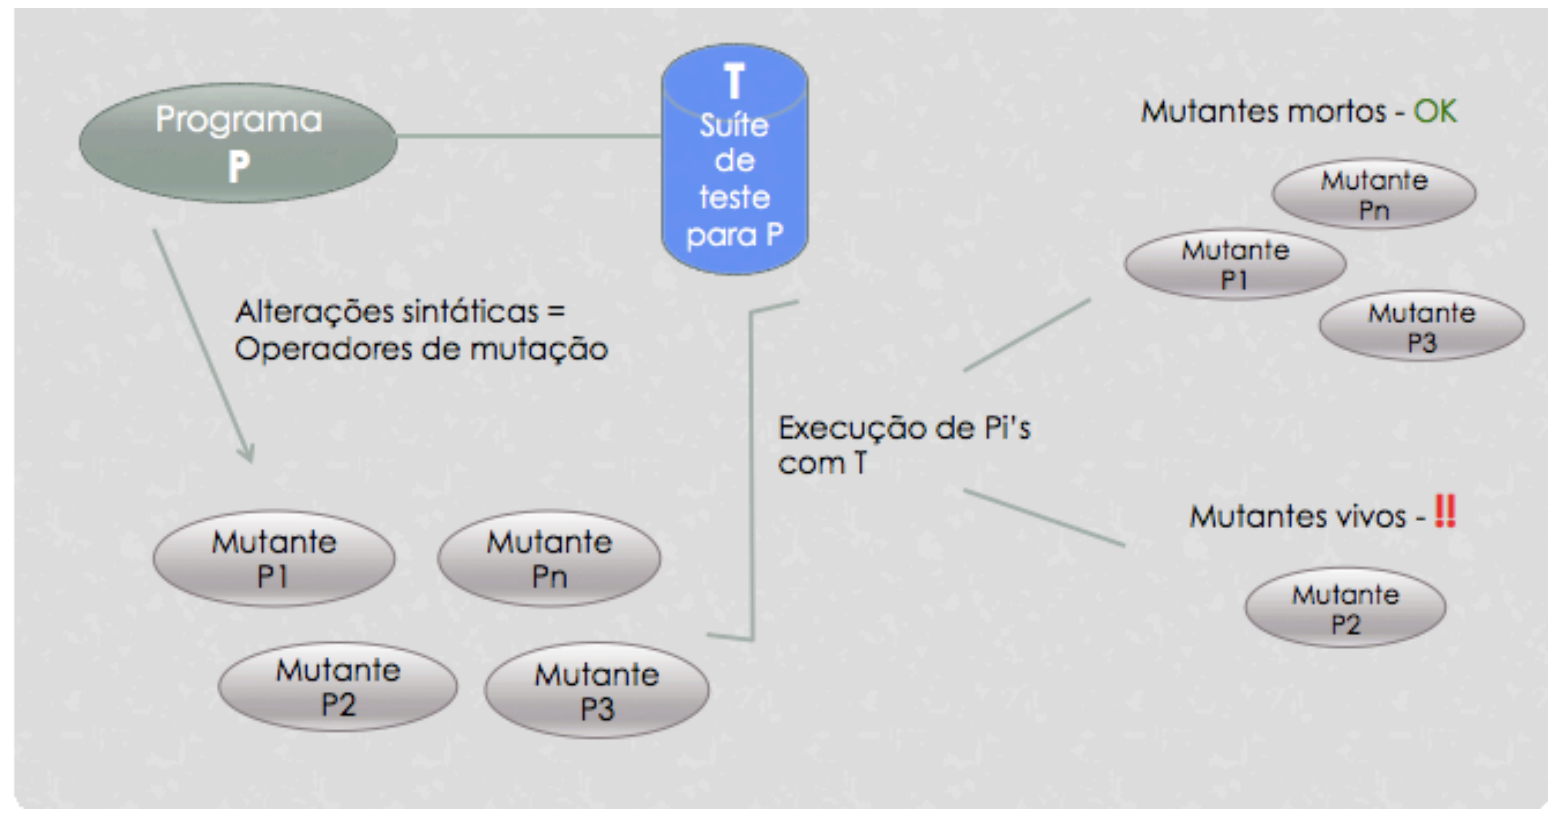 Programa
P
T
Suíte
de
teste
para P
Alterações sintáticas =
Operadores de mutação
Mutante
P1
Mutante
Pn
Mutante
P2
Mutante
P3
Execução de Pi's
com T
Mutantes mortos - OK
Mutante
Pn
Mutante
P1
Mutante
P3
Mutantes vivos - !!
Mutante
P2